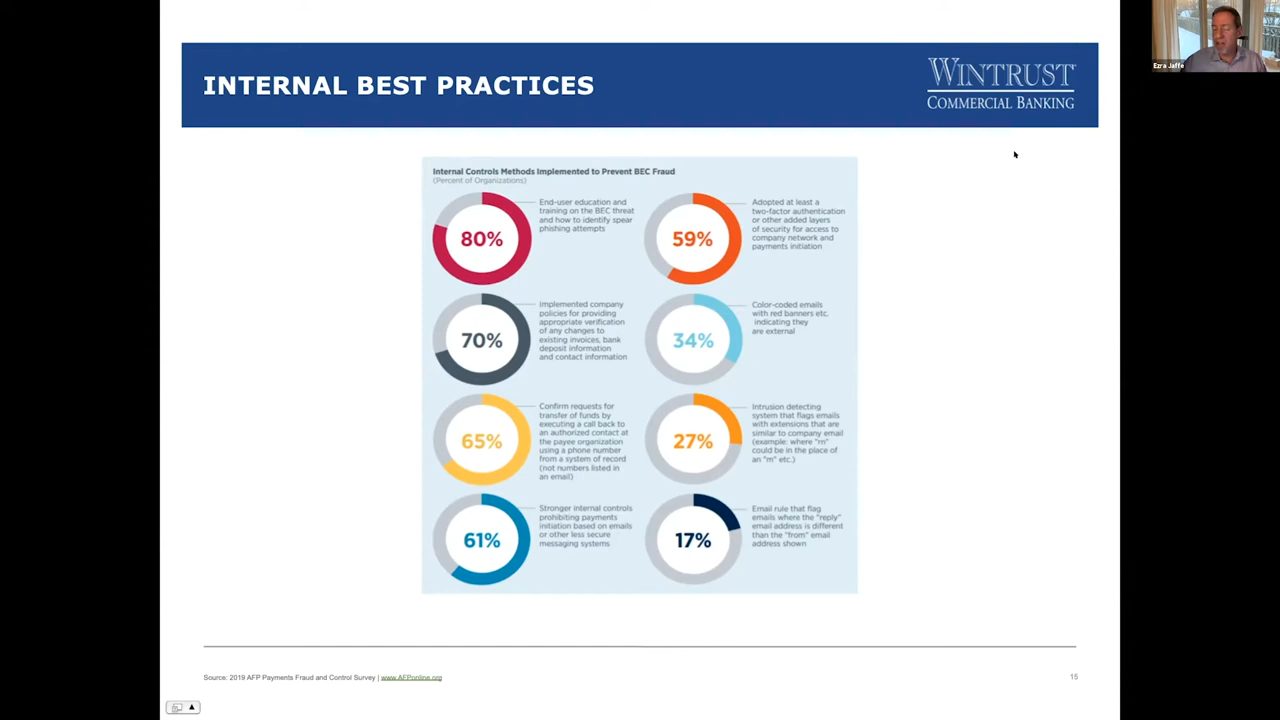 INTERNAL BEST PRACTICES
WINTRUST
COMMERCIAL BANKING
Ezra Jaffe
Internal Controls Methods Implemented to Prevent BEC Fraud
(Percent of Organizations)
80%
End-user education and
training on the BEC threat
and how to identify spear
phishing attempts
59%
Adopted at least a
two-factor authentication
or other added layers
of security for access to
company network and
payments initiation
70%
Implemented company
policies for providing
appropriate verification
of any changes to
existing invoices, bank
deposit information
and contact information
34%
Color-coded emails
with red banners etc.
indicating they
are external
65%
Confirm requests for
transfer of funds by
executing a call back to
an authorized contact at
the payee organization
using a phone number
from a system of record
(not numbers listed in
an email)
27%
Intrusion detecting
system that flags emails
with extensions that are
similar to company email
(example: where "rn"
could be in the place of
an "m" etc.)
61%
Stronger internal controls
prohibiting payments
initiation based on emails
or other less secure
messaging systems
17%
Email rule that flag
emails where the "reply"
email address is different
than the "from" email
address shown
Source: 2019 AFP Payments Fraud and Control Survey | www.AFPonline.org
15